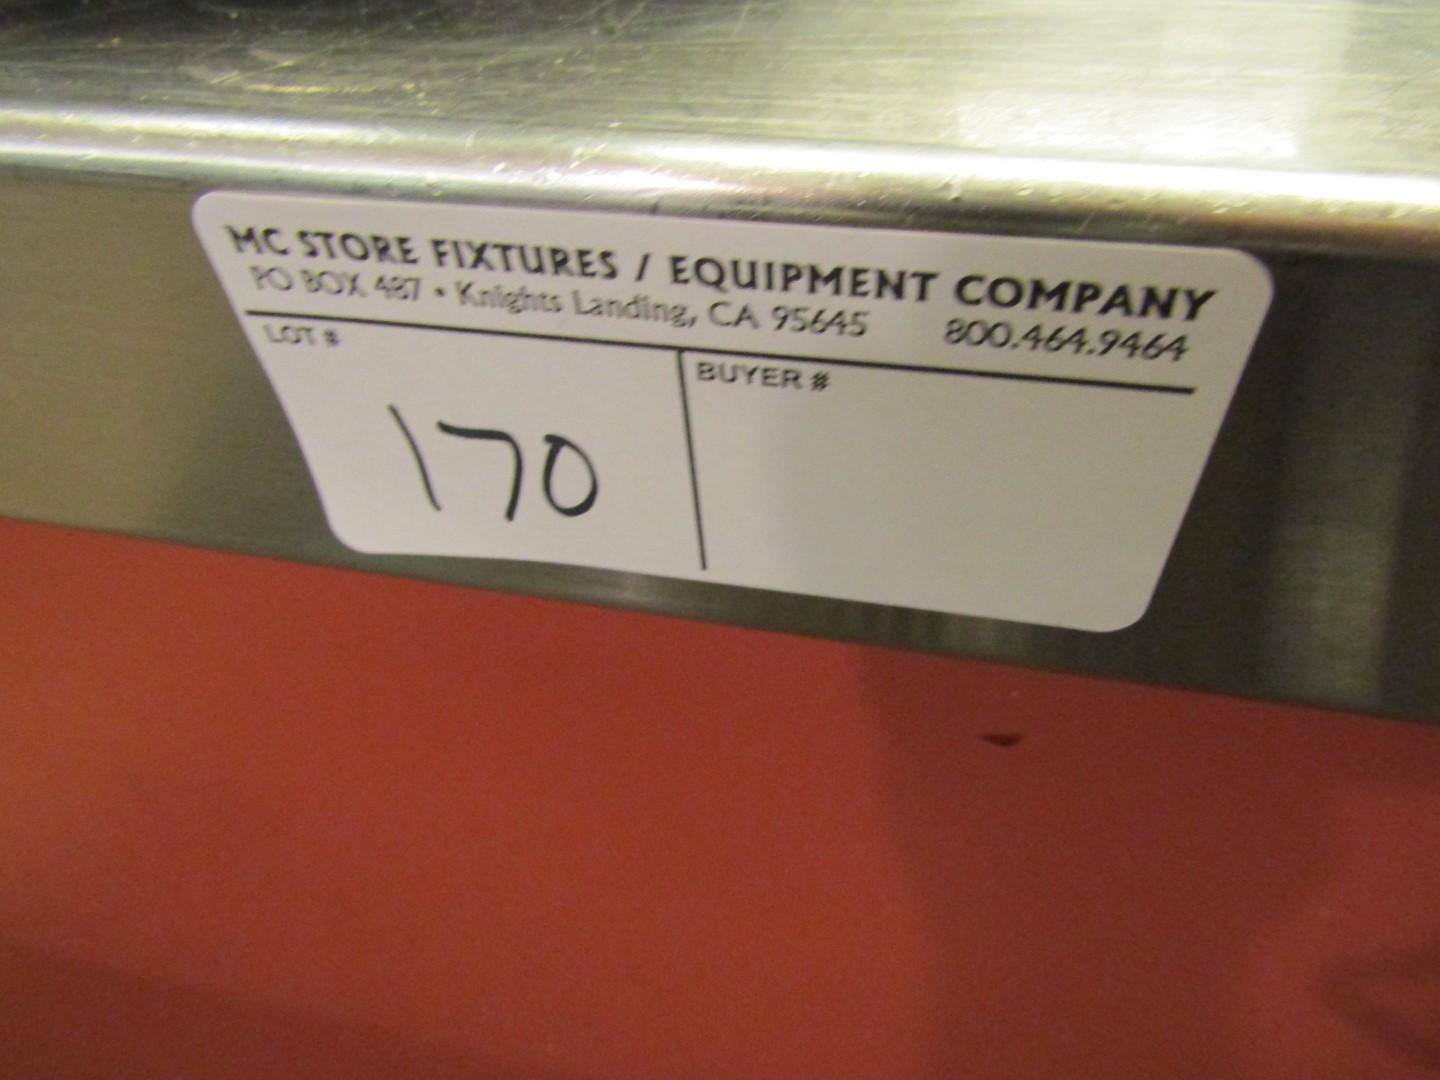 MC STORE FIXTURES / EQUIPMENT COMPANY
PO BOX 487 • Knights Landing, CA 95645 800.464.9464
LOT #
170
BUYER #